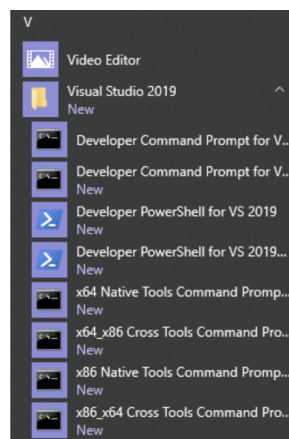 V
Video Editor
Visual Studio 2019
New
Developer Command Prompt for V...
Developer Command Prompt for V...
New
Developer PowerShell for VS 2019
New
Developer PowerShell for VS 2019...
New
x64 Native Tools Command Promp...
New
x64_x86 Cross Tools Command Pro...
New
x86 Native Tools Command Promp...
New
x86_x64 Cross Tools Command Pro...
New